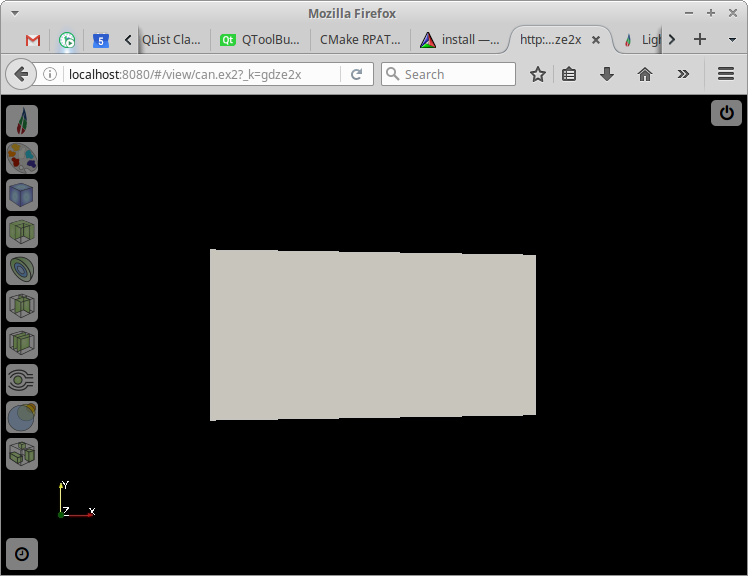 Mozilla Firefox
5 QList Cla... Qt QToolBu... CMake RPAT... install —... http:...ze2x Ligh
localhost:8080/#/view/can.ex2?_k=gdze2x Search
Y
Z X